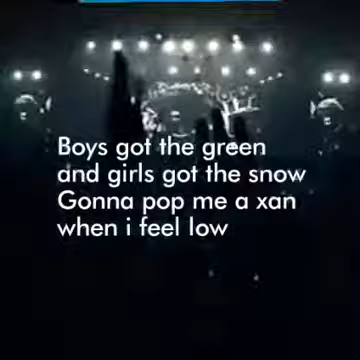 Boys got the green
and girls got the snow
Gonna pop me a xan
when i feel low